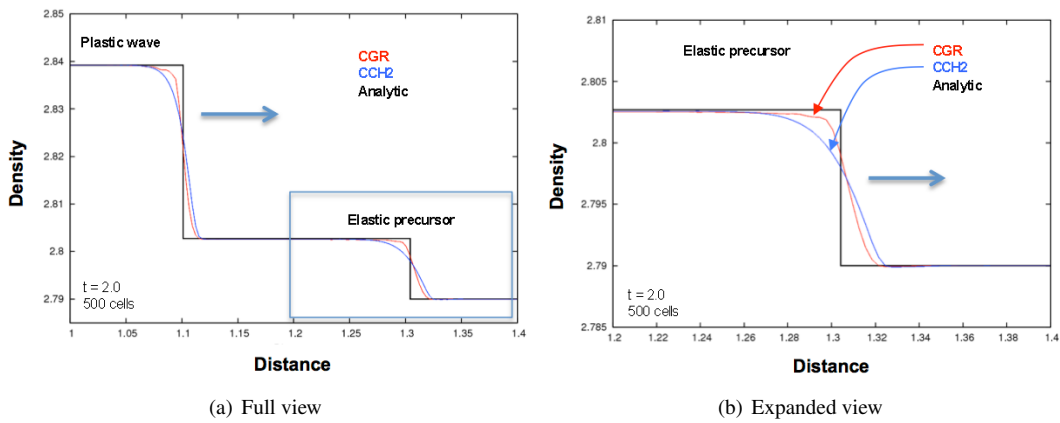 2.85
2.84
2.83
2.82
2.81
2.8
2.79
Density
Plastic wave
CGR
CCH2
Analytic
Elastic precursor
t = 2.0
500 cells
1
1.05
1.1
1.15
1.2
1.25
1.3
1.35
1.4
Distance
(a) Full view
2.81
2.805
2.8
2.795
2.79
2.785
Density
Elastic precursor
CGR
CCH2
Analytic
t = 2.0
500 cells
1.2
1.22
1.24
1.26
1.28
1.3
1.32
1.34
1.36
1.38
1.4
Distance
(b) Expanded view